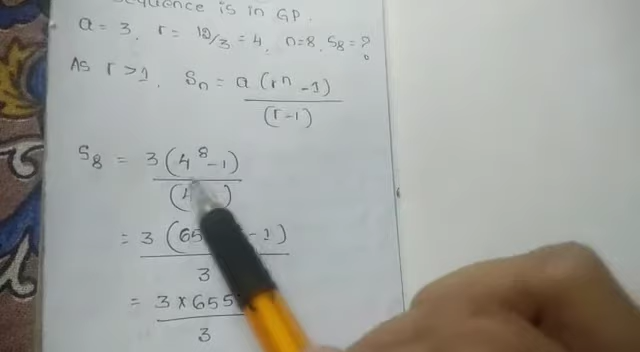 sequence is in GP.
a = 3, r = 12/3 = 4, n=8, S8 = ?
As r > 1, Sn = a (r^n - 1)
(r-1)
S8 = 3 (4^8 - 1)
(4 )
= 3 (65 - 1)
3
= 3 × 655
3